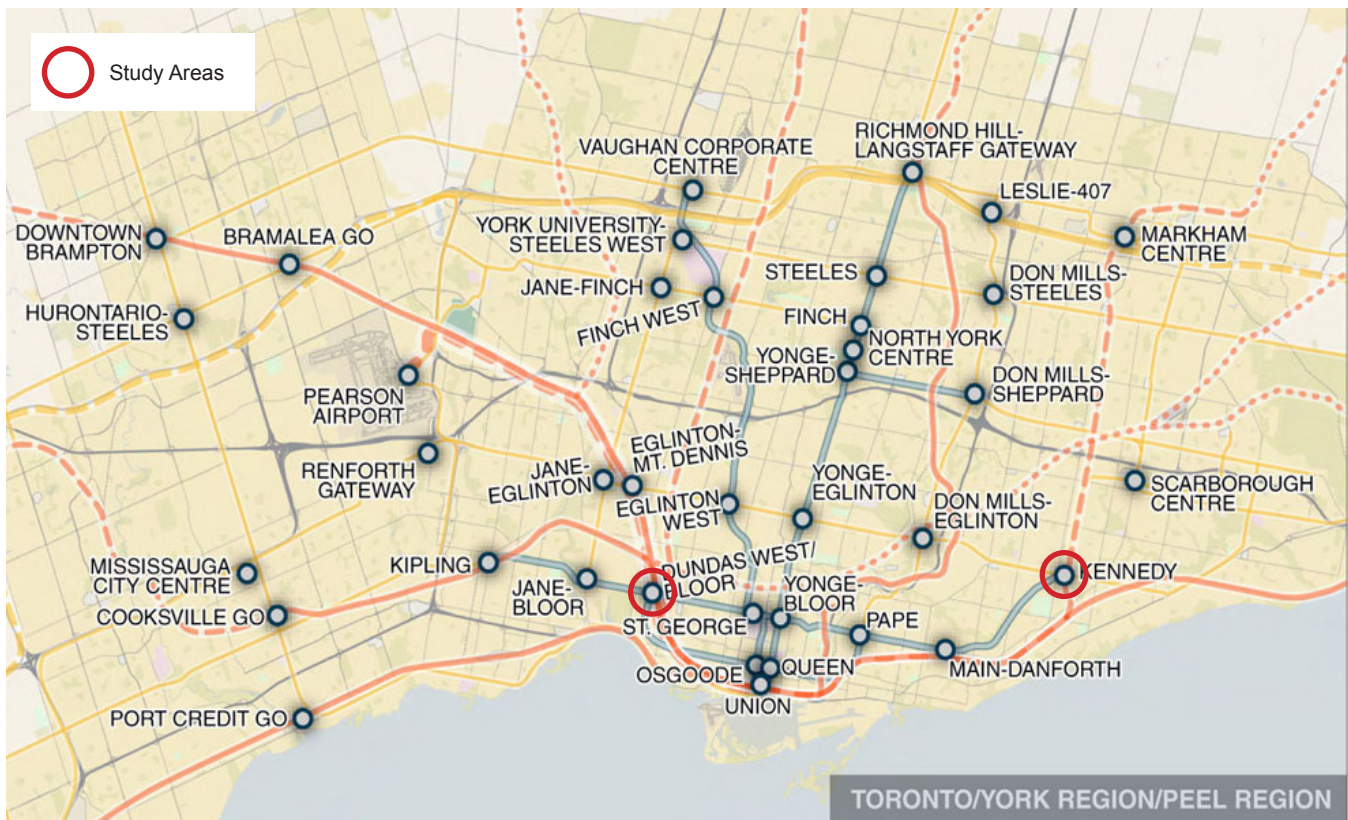 Study Areas
VAUGHAN CORPORATE
CENTRE
RICHMOND HILL-
LANGSTAFF GATEWAY
LESLIE-407
DOWNTOWN
BRAMPTON
BRAMALEA GO
YORK UNIVERSITY-
STEELES WEST
MARKHAM
CENTRE
STEELES
DON MILLS-
STEELES
JANE-FINCH
HURONTARIO-
STEELES
FINCH WEST
FINCH
NORTH YORK
CENTRE
YONGE-
SHEPPARD
DON MILLS-
SHEPPARD
PEARSON
AIRPORT
RENFORTH
GATEWAY
JANE-
EGLINTON
EGLINTON-
MT. DENNIS
EGLINTON
WEST
YONGE-
EGLINTON
DON MILLS-
EGLINTON
SCARBOROUGH
CENTRE
MISSISSAUGA
CITY CENTRE
KIPLING
DUNDAS WEST/
BLOOR
YONGE-
BLOOR
KENNEDY
JANE-
BLOOR
COOKSVILLE GO
ST. GEORGE
PAPE
OSGOODE
QUEEN
MAIN-DANFORTH
UNION
PORT CREDIT GO
TORONTO/YORK REGION/PEEL REGION